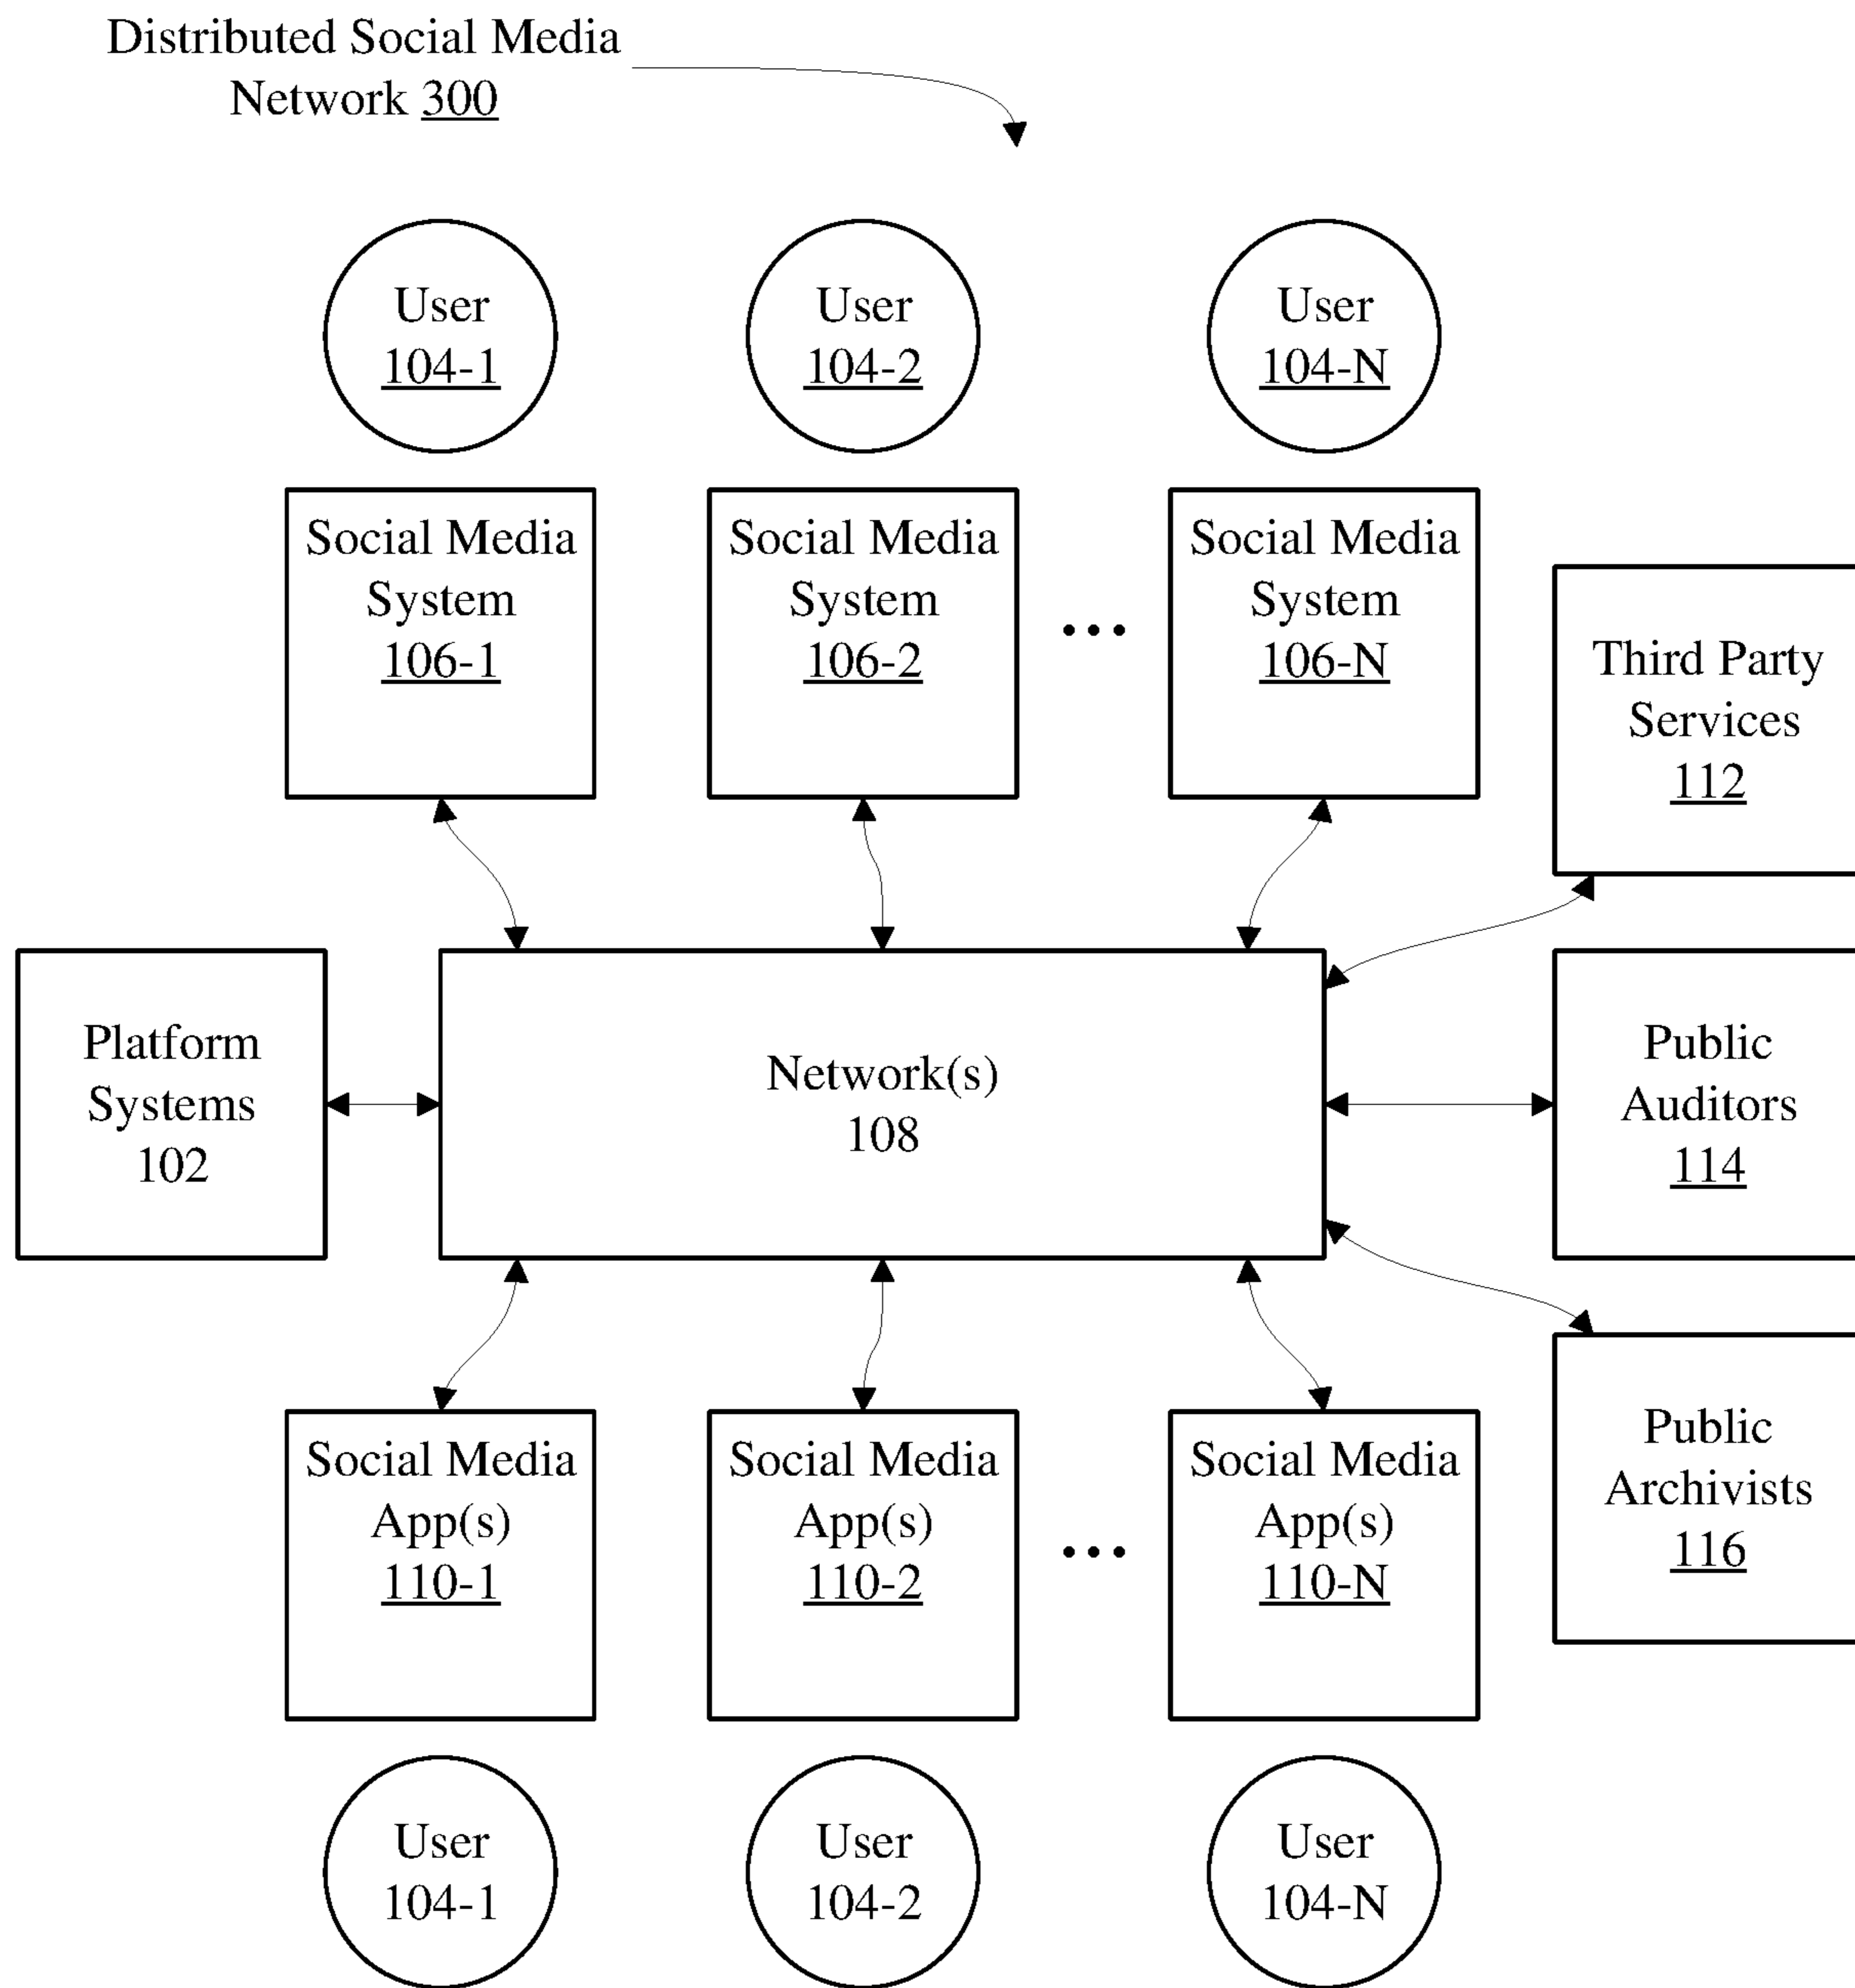 Distributed Social Media
Network 300
User
104-1
User
104-2
User
104-N
Social Media
System
106-1
Social Media
System
106-2
...
Social Media
System
106-N
Third Party
Services
112
Platform
Systems
102
Network(s)
108
Public
Auditors
114
Social Media
App(s)
110-1
Social Media
App(s)
110-2
...
Social Media
App(s)
110-N
Public
Archivists
116
User
104-1
User
104-2
User
104-N